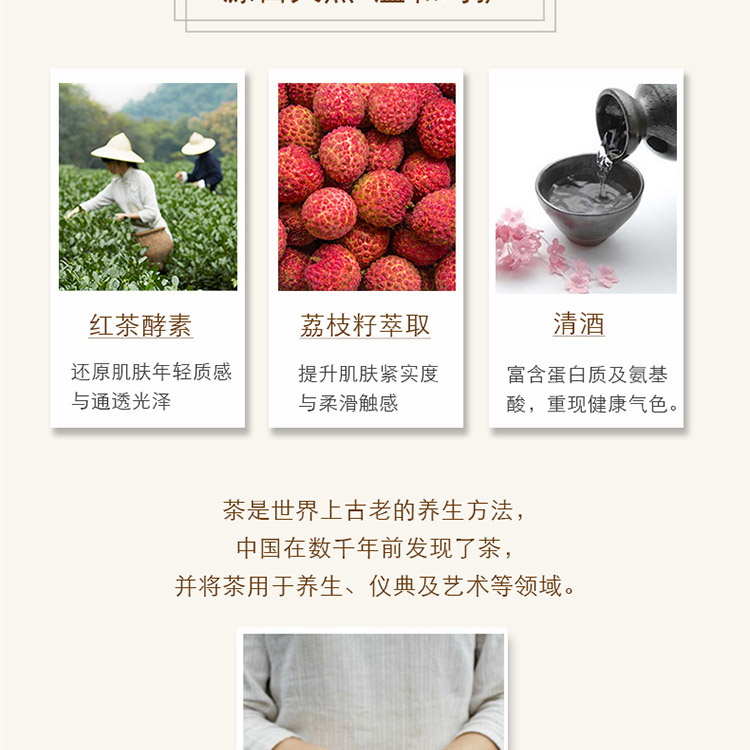 红茶酵素
还原肌肤年轻质感
与通透光泽
荔枝籽萃取
提升肌肤紧实度
与柔滑触感
清酒
富含蛋白质及氨基
酸，重现健康气色。
茶是世界上古老的养生方法，
中国在数千年前发现了茶，
并将茶用于养生、仪典及艺术等领域。